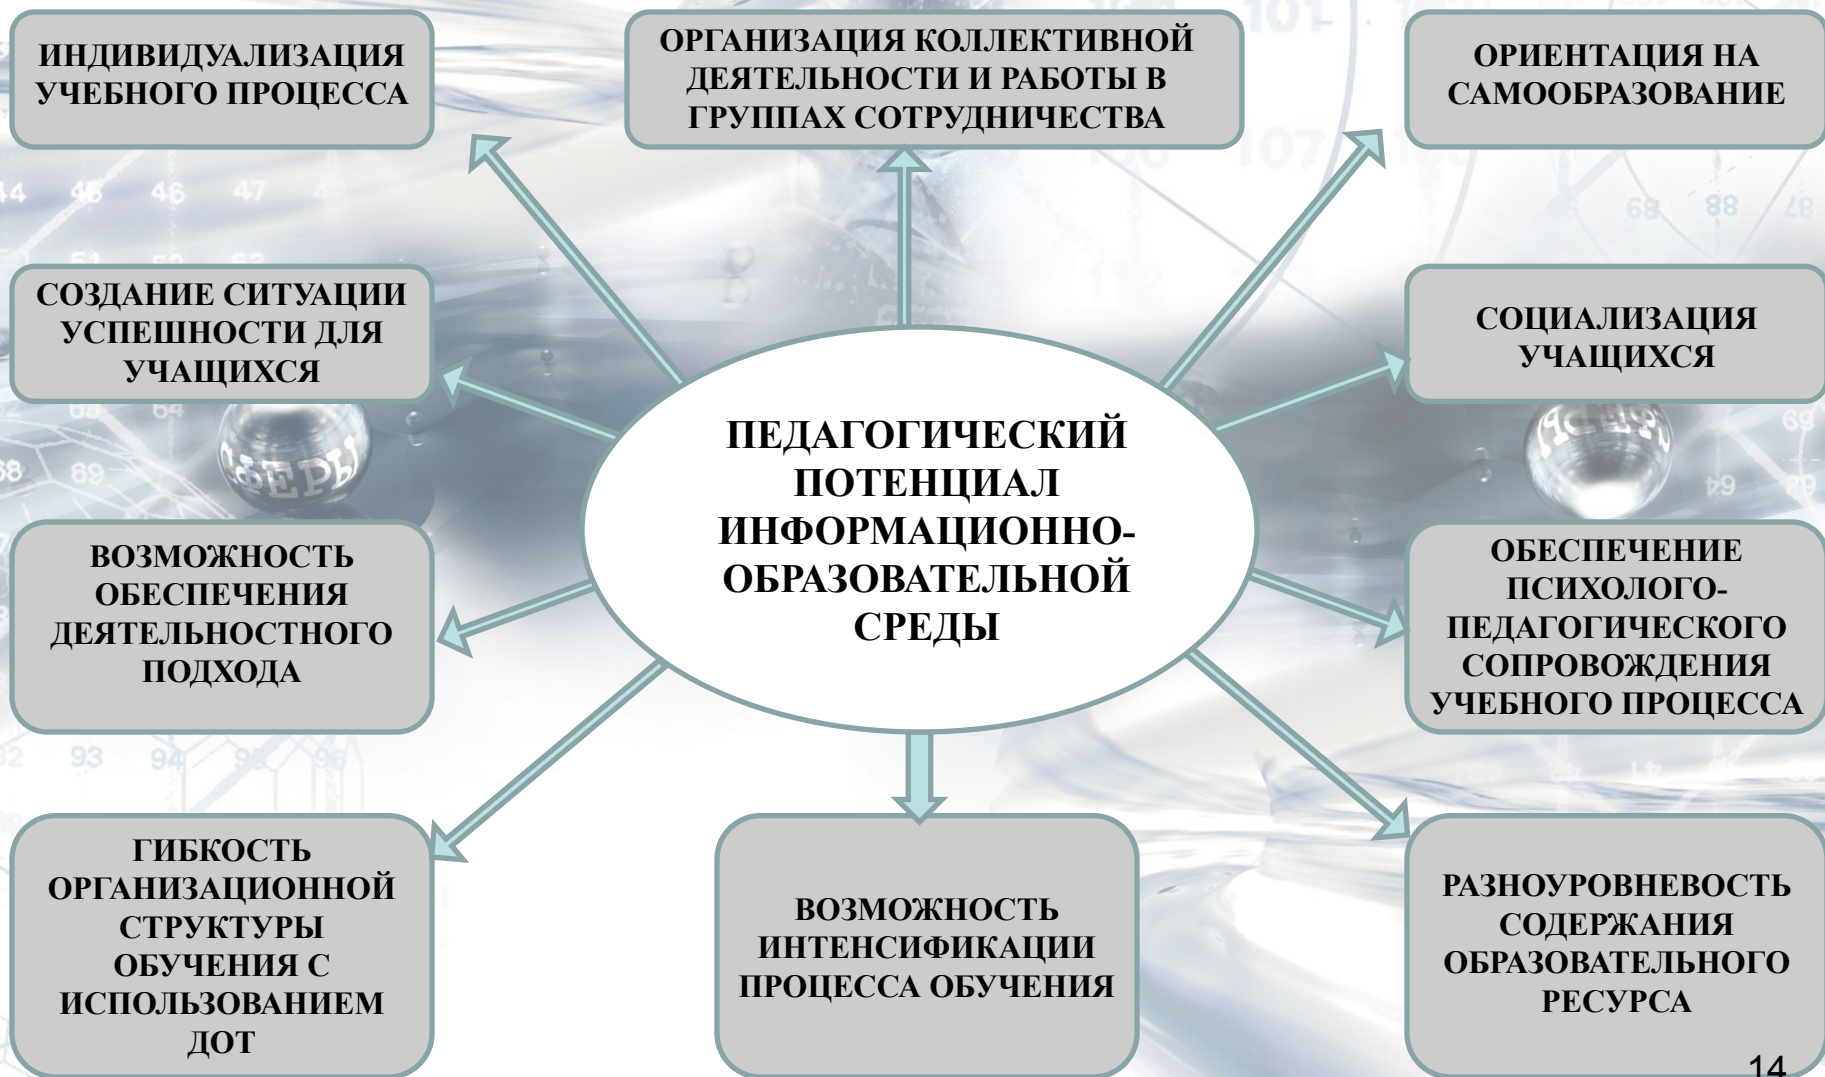 ИНДИВИДУАЛИЗАЦИЯ
УЧЕБНОГО ПРОЦЕССА
ОРГАНИЗАЦИЯ КОЛЛЕКТИВНОЙ
ДЕЯТЕЛЬНОСТИ И РАБОТЫ В
ГРУППАХ СОТРУДНИЧЕСТВА
ОРИЕНТАЦИЯ НА
САМООБРАЗОВАНИЕ
СОЗДАНИЕ СИТУАЦИИ
УСПЕШНОСТИ ДЛЯ
УЧАЩИХСЯ
СОЦИАЛИЗАЦИЯ
УЧАЩИХСЯ
ПЕДАГОГИЧЕСКИЙ
ПОТЕНЦИАЛ
ИНФОРМАЦИОННО-
ОБРАЗОВАТЕЛЬНОЙ
СРЕДЫ
ВОЗМОЖНОСТЬ
ОБЕСПЕЧЕНИЯ
ДЕЯТЕЛЬНОСТНОГО
ПОДХОДА
ОБЕСПЕЧЕНИЕ
ПСИХОЛОГО-
ПЕДАГОГИЧЕСКОГО
СОПРОВОЖДЕНИЯ
УЧЕБНОГО ПРОЦЕССА
ГИБКОСТЬ
ОРГАНИЗАЦИОННОЙ
СТРУКТУРЫ
ОБУЧЕНИЯ С
ИСПОЛЬЗОВАНИЕМ
ДОТ
ВОЗМОЖНОСТЬ
ИНТЕНСИФИКАЦИИ
ПРОЦЕССА ОБУЧЕНИЯ
РАЗНОУРОВНЕВОСТЬ
СОДЕРЖАНИЯ
ОБРАЗОВАТЕЛЬНОГО
РЕСУРСА
14